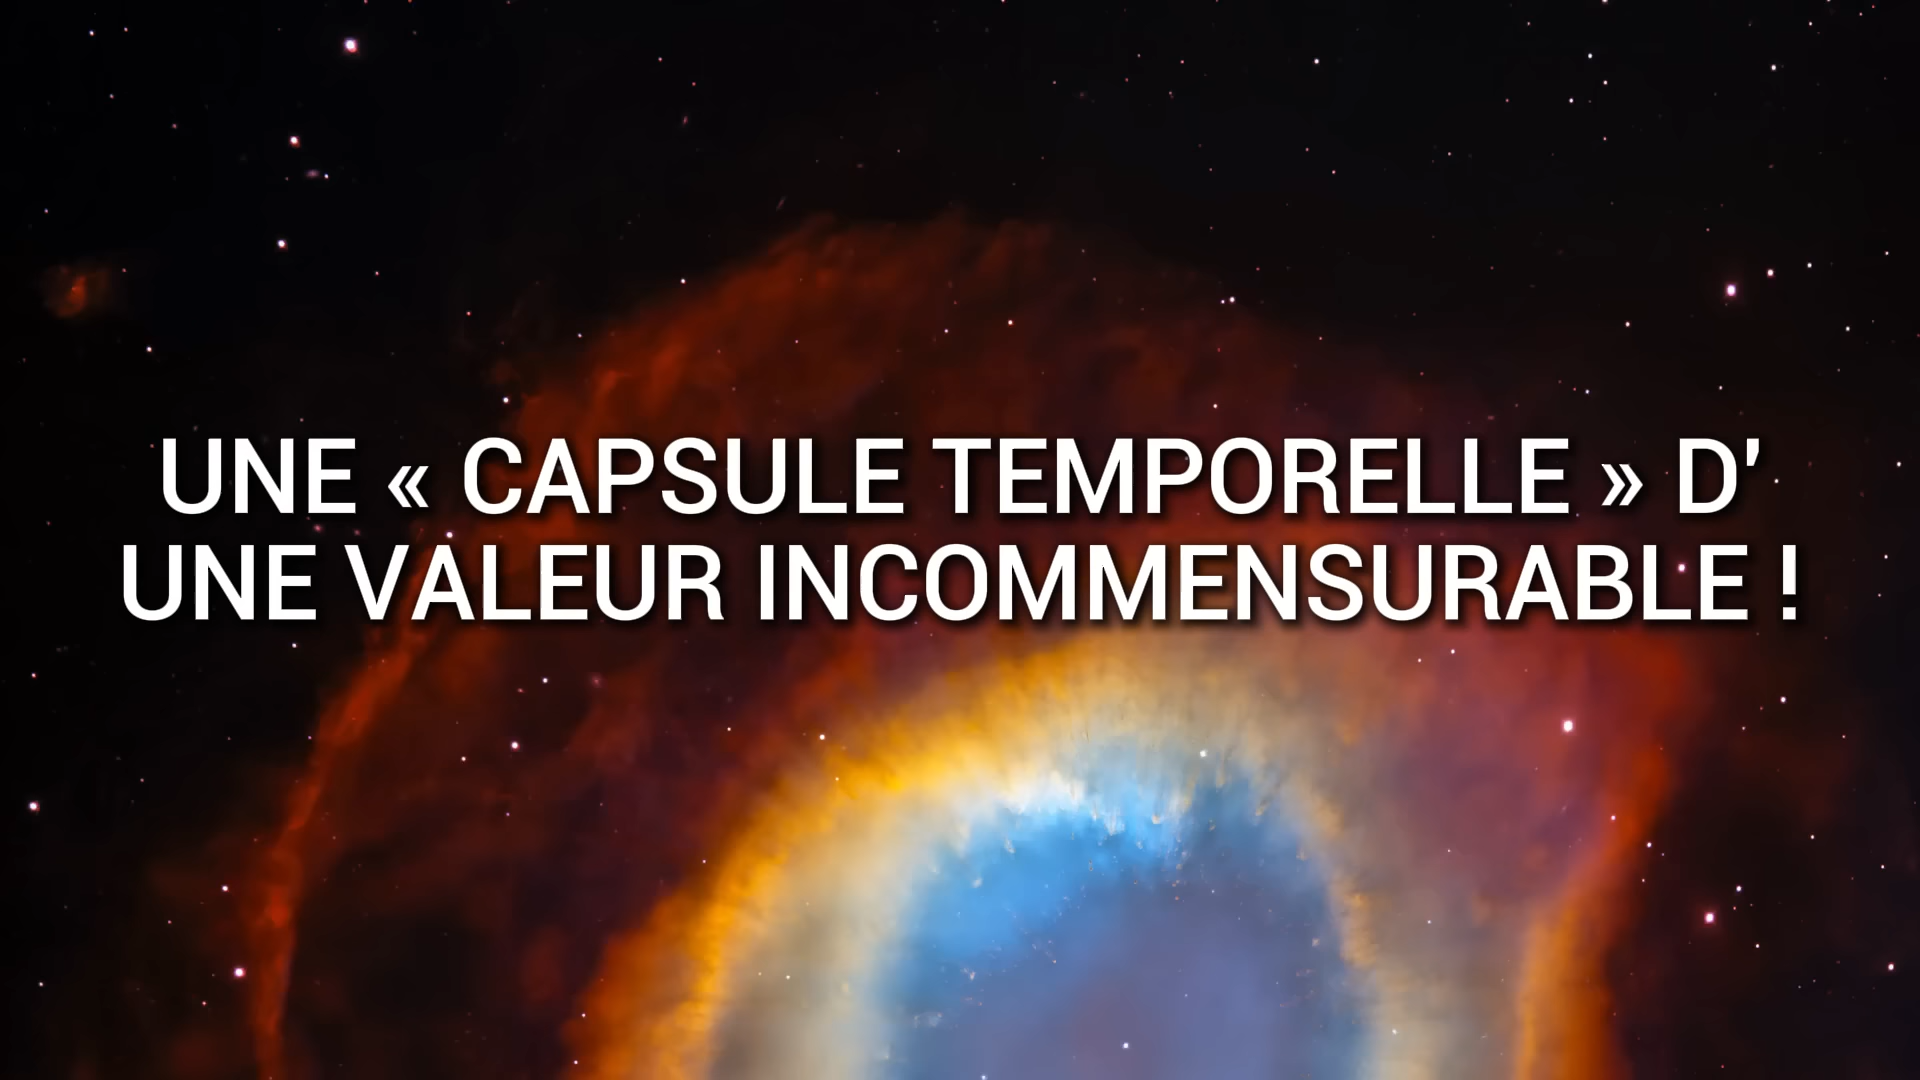 UNE « CAPSULE TEMPORELLE » D'
UNE VALEUR INCOMMENSURABLE !